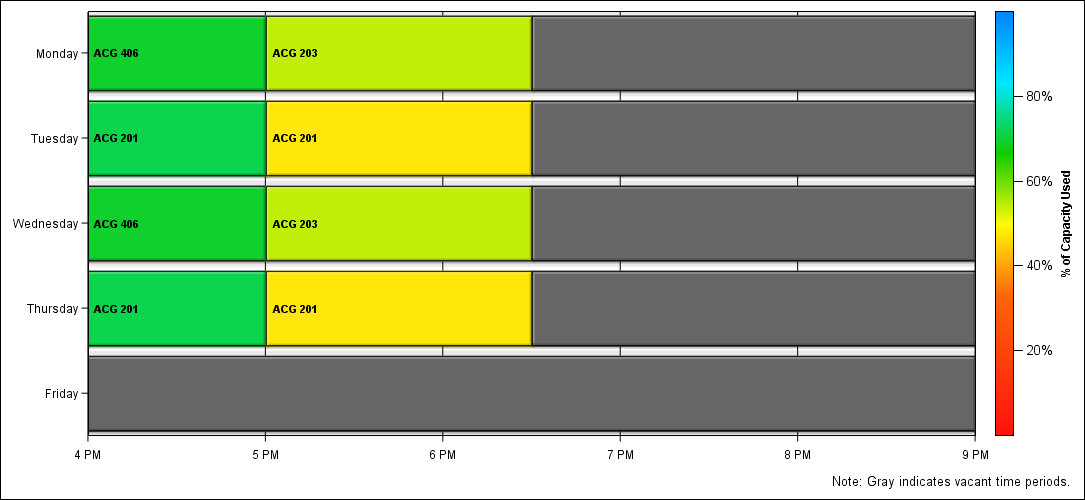 Monday
ACG 406
ACG 203
Tuesday
ACG 201
ACG 201
Wednesday
ACG 406
ACG 203
Thursday
ACG 201
ACG 201
Friday
4 PM
5 PM
6 PM
7 PM
8 PM
9 PM
80%
60%
40%
20%
% of Capacity Used
Note: Gray indicates vacant time periods.